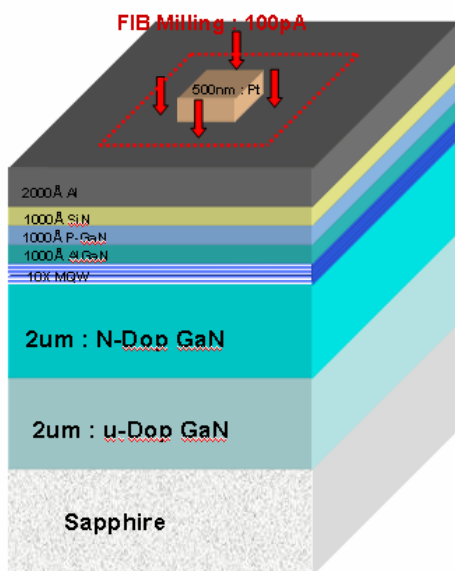 FIB Milling : 100pA
500nm : Pt
2000Å Al
1000Å SiN
1000Å P-GaN
1000Å AlGaN
10X MQW
2um : N-Dop GaN
2um : u-Dop GaN
Sapphire